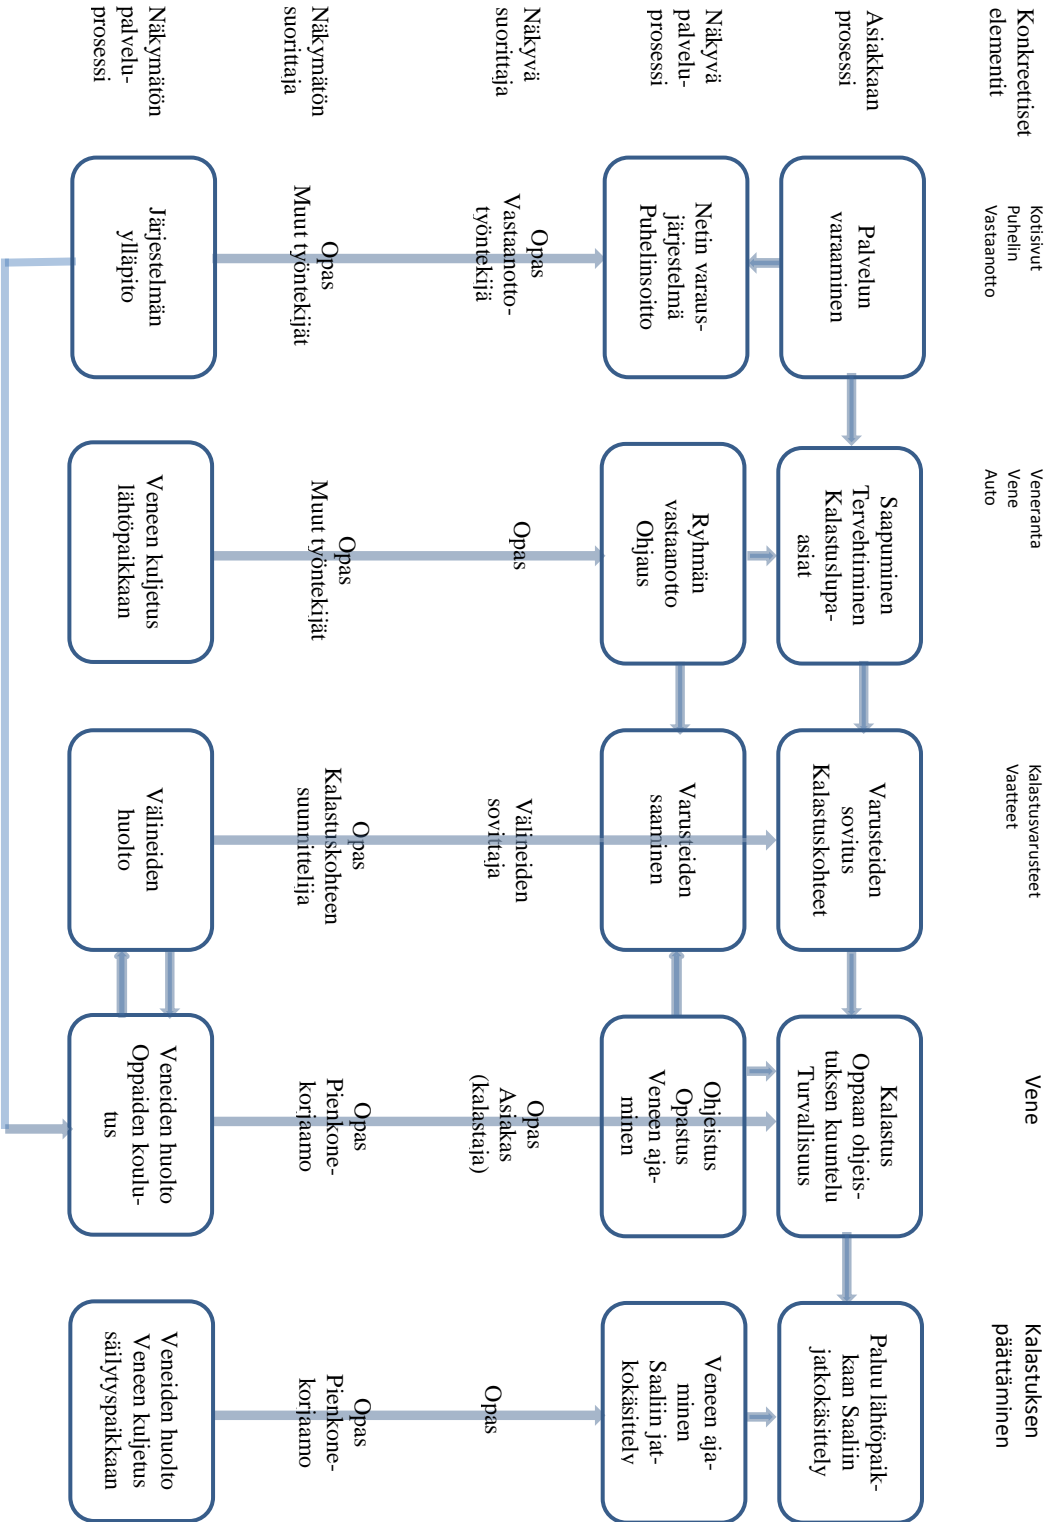 Konkreettiset
elementit
Kotisivut
Puhelin
Vastaanotto
Veneranta
Vene
Auto
Kalastusvarusteet
Vaatteet
Vene
Kalastuksen
päättäminen
Asiakkaan
prosessi
Palvelun
varaaminen
Saapuminen
Tervehtiminen
Kalastuslupa-
asiat
Varusteiden
sovitus
Kalastuskohteet
Kalastus
Oppaan ohjeis-
tuksen kuuntelu
Turvallisuus
Paluu lähtöpaik-
kaan Saaliin
jatkokäsittely
Näkyvä
palvelu-
prosessi
Netin varaus-
järjestelmä
Puhelinsoitto
Ryhmän
vastaanotto
Ohjaus
Varusteiden
saaminen
Ohjeistus
Opastus
Veneen aja-
minen
Veneen aja-
minen
Saaliin jat-
kokäsittely
Näkyvä
suorittaja
Opas
Vastaanotto-
työntekijä
Opas
Välineiden
sovittaja
Opas
Asiakas
(kalastaja)
Opas
Näkymätön
suorittaja
Opas
Muut työntekijät
Opas
Muut työntekijät
Opas
Kalastuskohteen
suunnittelija
Opas
Pienkone-
korjaamo
Opas
Pienkone-
korjaamo
Näkymätön
palvelu-
prosessi
Järjestelmän
ylläpito
Veneen kuljetus
lähtöpaikkaan
Välineiden
huolto
Veneiden huolto
Oppaiden koulu-
tus
Veneiden huolto
Veneen kuljetus
säilytyspaikkaan